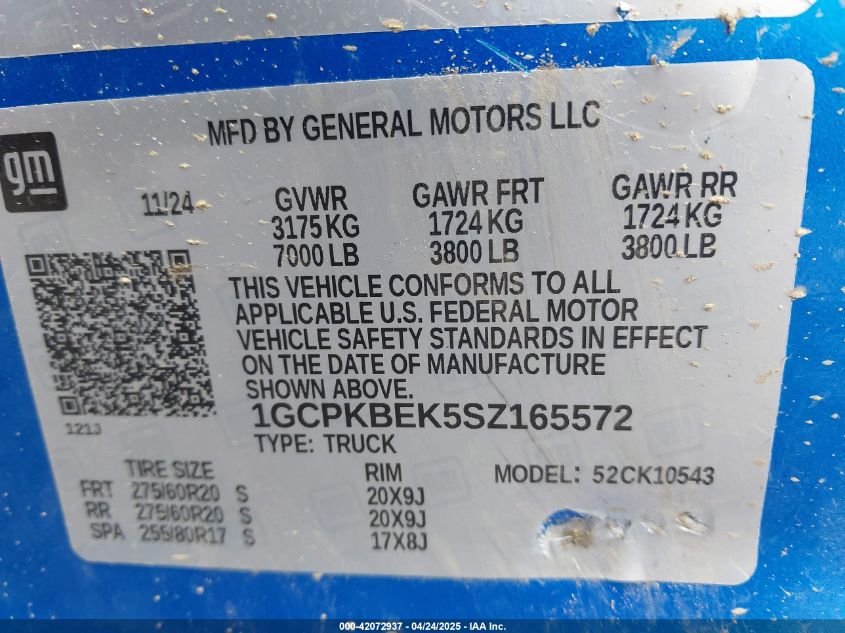 MFD BY GENERAL MOTORS LLC
gm
11/24 GVWR GAWR FRT GAWR RR
3175 KG 1724 KG 1724 KG
7000 LB 3800 LB 3800 LB
THIS VEHICLE CONFORMS TO ALL
APPLICABLE U.S. FEDERAL MOTOR
VEHICLE SAFETY STANDARDS IN EFFECT
ON THE DATE OF MANUFACTURE
SHOWN ABOVE.
1GCPKBEK5SZ165572
121J
TYPE: TRUCK
TIRE SIZE RIM MODEL: 52CK10543
FRT 275/60R20 S 20X9J
RR 275/60R20 S 20X9J
SPA 255/80R17 S 17X8J
000-42072937 - 04/24/2025 - IAA Inc.